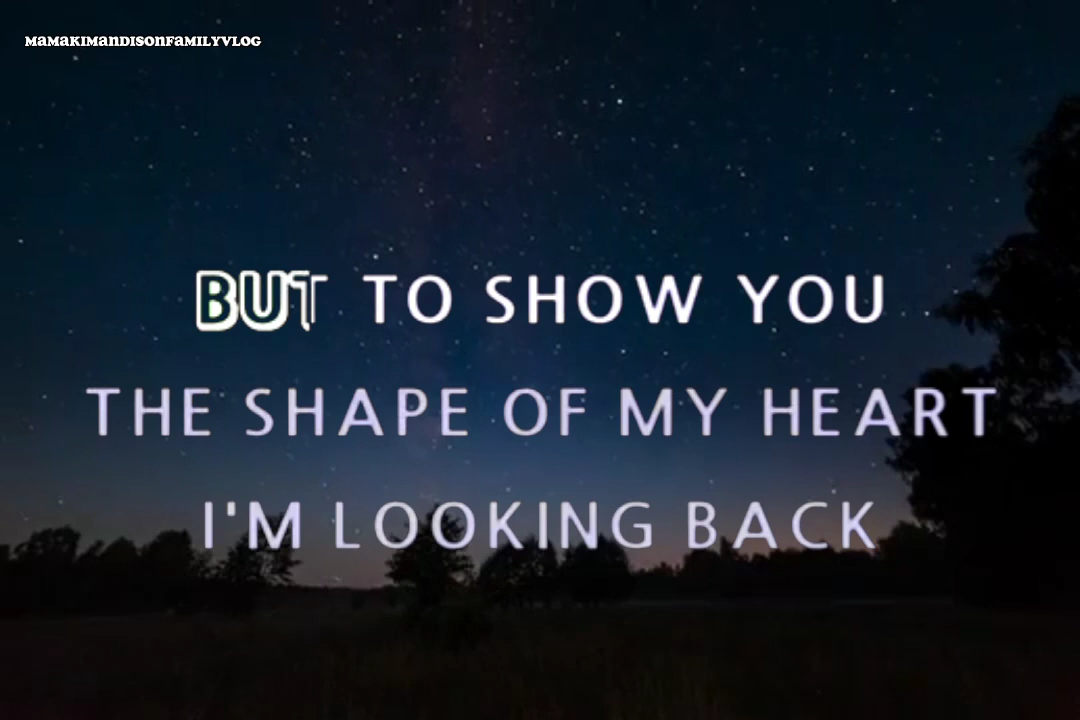 MAMAKIMANDISONFAMILYVLOG
BUT TO SHOW YOU
THE SHAPE OF MY HEART
I'M LOOKING BACK